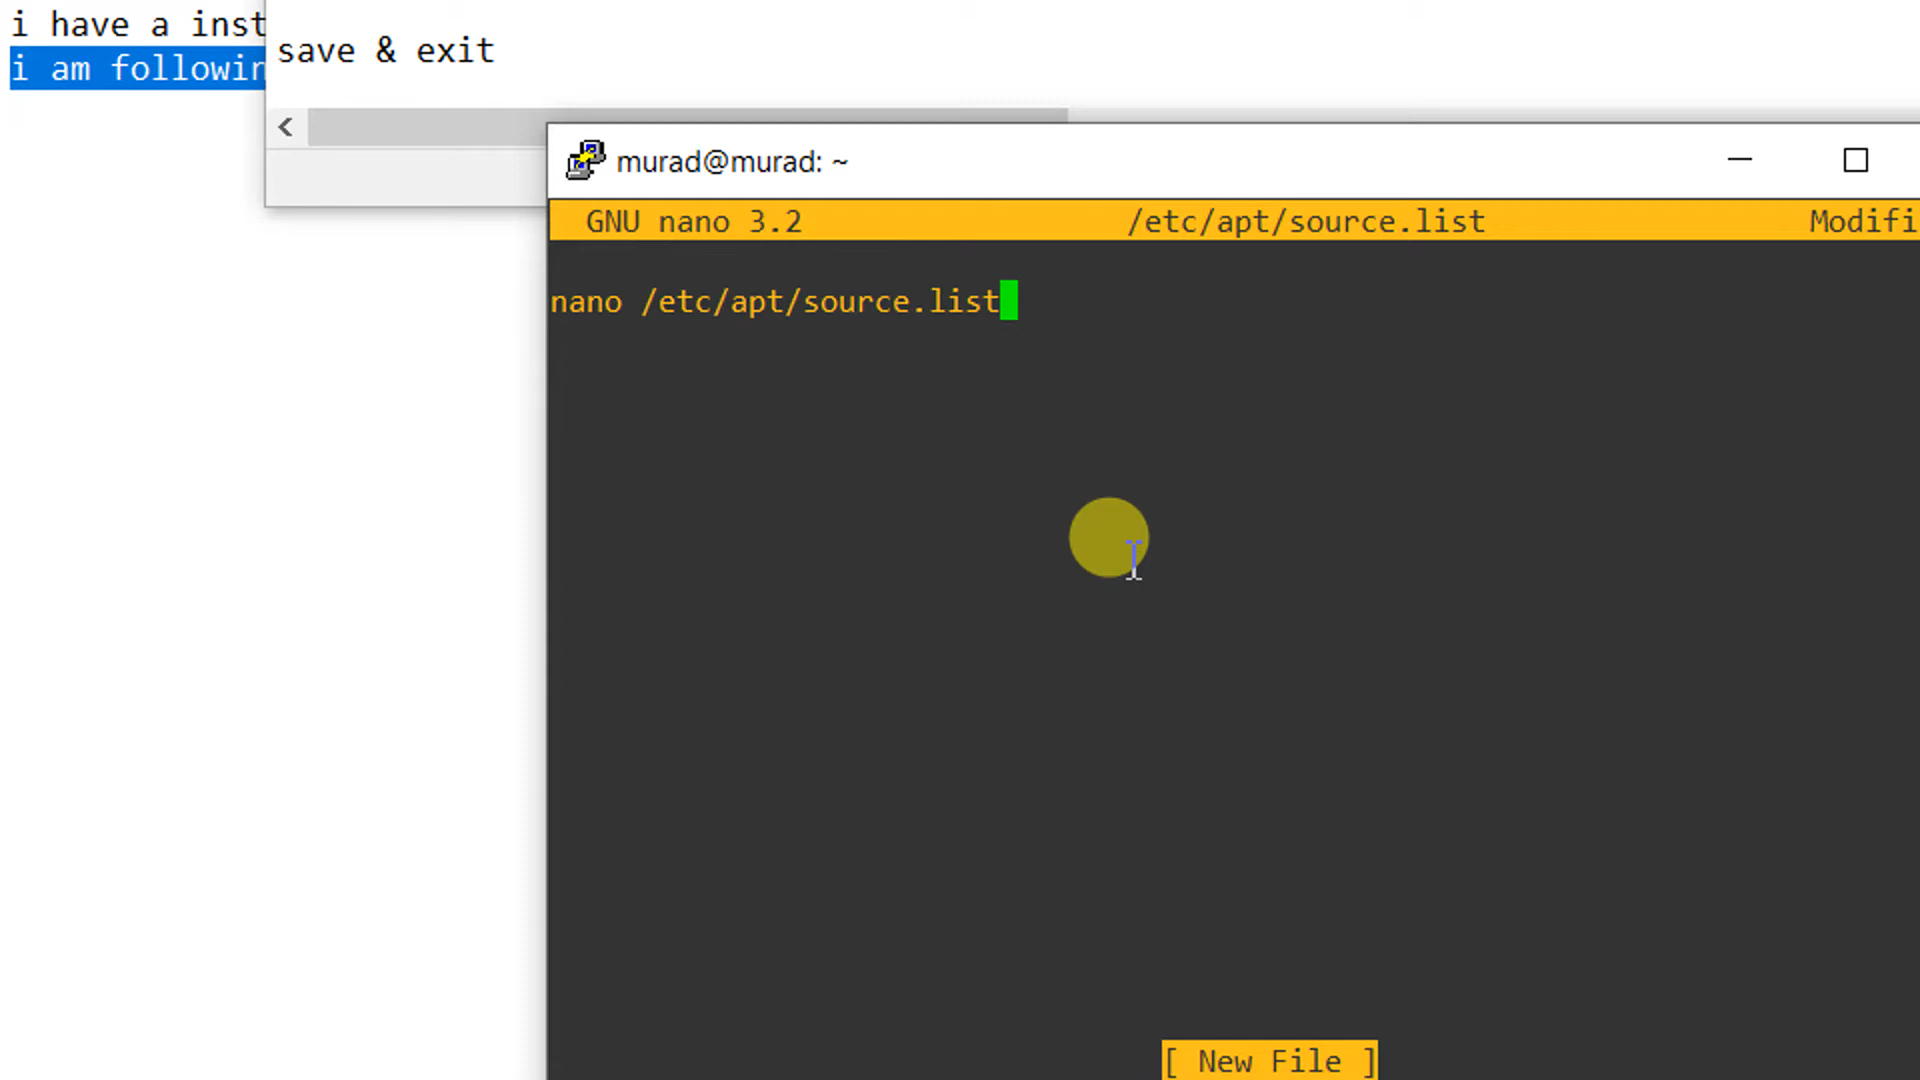 i have a inst
i am followin
save & exit
murad@murad: ~
GNU nano 3.2 /etc/apt/source.list Modifi
nano /etc/apt/source.list
[ New File ]